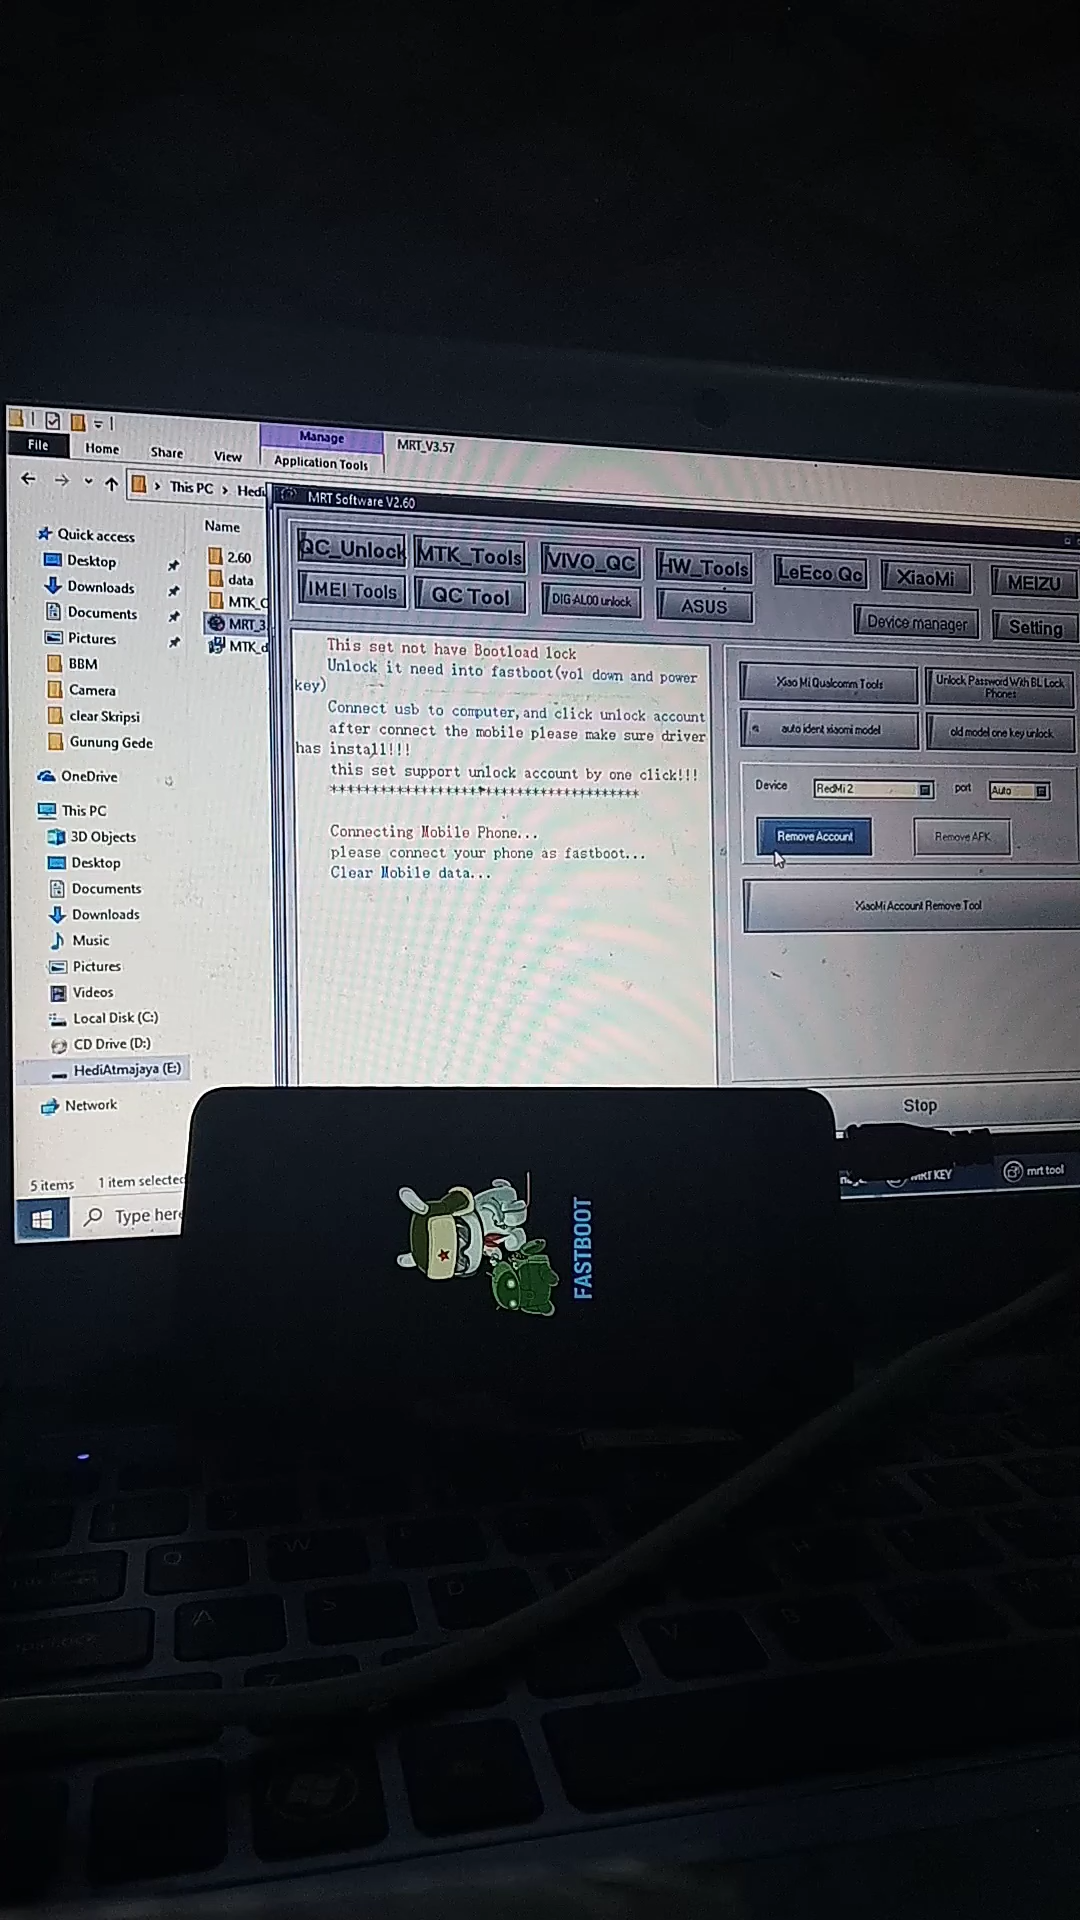 File
Home
Share
View
Manage
Application Tools
MRT_V3.57
This PC
Quick access
Desktop
Downloads
Documents
Pictures
BBM
Camera
clear Skripsi
Gunung Gede
OneDrive
This PC
3D Objects
Desktop
Documents
Downloads
Music
Pictures
Videos
Local Disk (C:)
CD Drive (D:)
HediAtmajaya (E:)
Network
5 items 1 item selected
Type here
Name
2.60
data
MRT Software V2.60
QC_Unlock MTK_Tools VIVO_QC HW_Tools LeEco Qc XiaoMi MEIZU
IMEI Tools QC Tool DIG-AL00 unlock ASUS
Device manager Setting
This set not have Bootload lock
Unlock it need into fastboot(vol down and power
key)
Connect usb to computer,and click unlock account
after connect the mobile please make sure driver
has install!!!
this set support unlock account by one click!!!
*************************************
Connecting Mobile Phone...
please connect your phone as fastboot...
Clear Mobile data...
Xiao Mi Qualcomm Tools
Unlock Password With BL Lock
Phones
auto ident xiaomi model
old model one key unlock
Device RedMi 2 port Auto
Remove Account Remove APK
XiaoMi Account Remove Tool
Stop
MRT KEY
mrt tool
FASTBOOT
Q
W
A
S
D
V
B